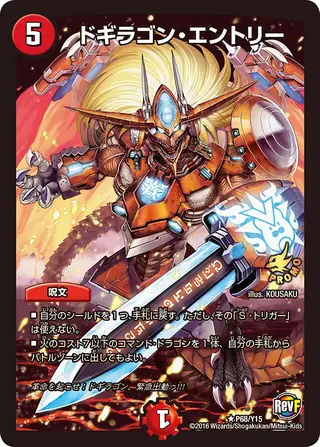 5
ドギラゴン・エントリー
PROMO
illus. KOUSAKU
呪文
自分のシールドを1つ、手札に戻す。ただし、その「S・トリガー」
は使えない。
火のコスト7以下のコマンド・ドラゴンを1体、自分の手札から
バトルゾーンに出してもよい。
革命を起こせ!ドギラゴン、緊急出動っ!!!
1
RevF
★P68/Y15
©2016 Wizards/Shogakukan/Mitsui-Kids